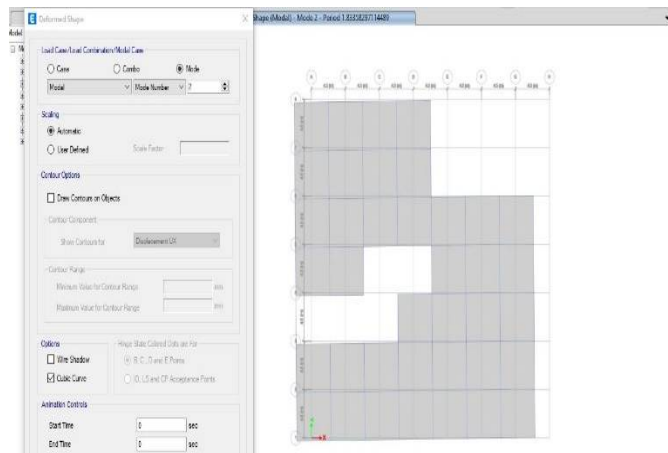 Deformed Shape
X
Shape (Modal) - Mode 2 - Period 1.83358297114489
Load Case/Load Combination/Modal Case
Case
Combo
Mode
Modal
Mode Number
2
Scaling
Automatic
User Defined
Scale Factor
Contour Options
Draw Contours on Objects
Contour Component
Show Contours for
Displacement UX
Contour Range
Minimum Value for Contour Range
mm
Maximum Value for Contour Range
mm
Options
Wire Shadow
Cubic Curve
Hinge State Colored Dots are For
B, C, D and E Points
IO, LS and CP Acceptance Points
Animation Controls
Start Time
0
sec
End Time
0
sec